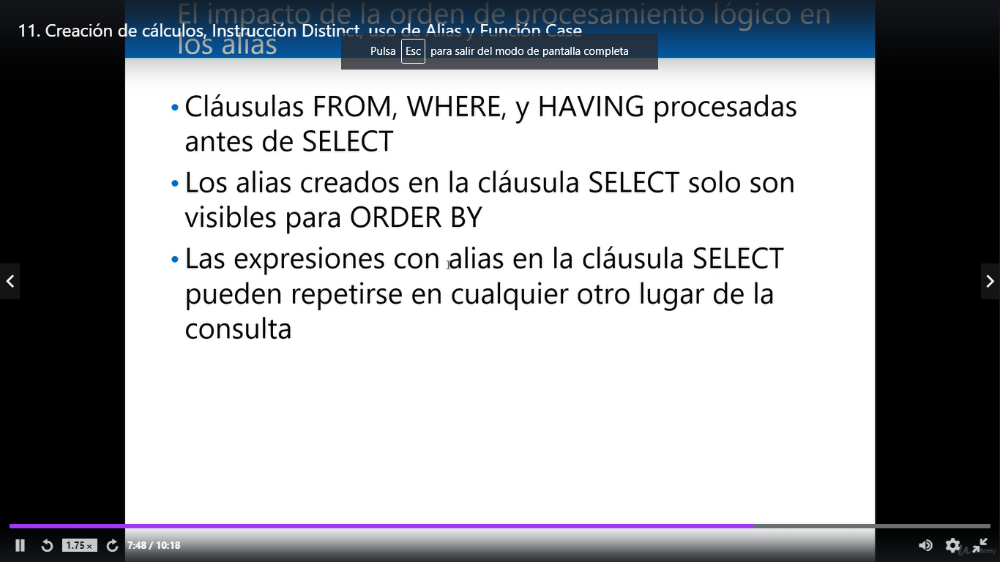 El impacto de la orden de procesamiento lógico en
los alias
11. Creación de cálculos, Instrucción Distinct, uso de Alias y Función Case
Pulsa Esc para salir del modo de pantalla completa
• Cláusulas FROM, WHERE, y HAVING procesadas
antes de SELECT
• Los alias creados en la cláusula SELECT solo son
visibles para ORDER BY
• Las expresiones con alias en la cláusula SELECT
pueden repetirse en cualquier otro lugar de la
consulta
1.75 x
7:48 / 10:18